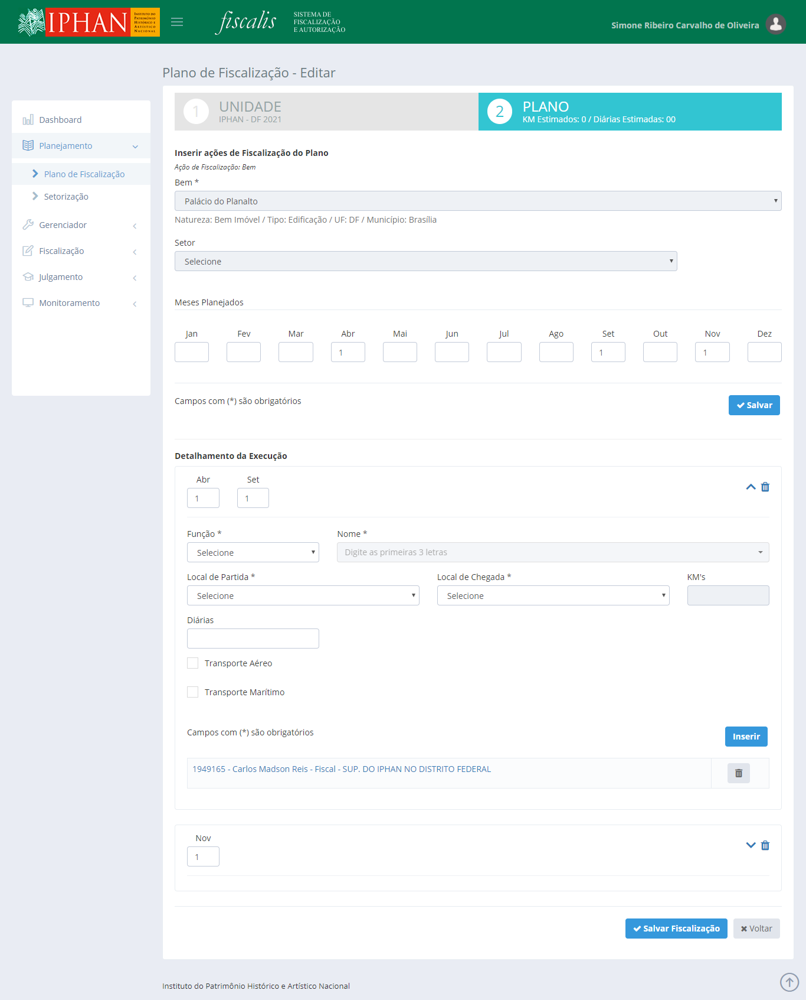 IPHAN
INSTITUTO DO
PATRIMÔNIO
HISTÓRICO E
ARTÍSTICO
NACIONAL
fiscalis
SISTEMA DE
FISCALIZAÇÃO
E AUTORIZAÇÃO
Simone Ribeiro Carvalho de Oliveira
Plano de Fiscalização - Editar
Dashboard
Planejamento
Plano de Fiscalização
Setorização
Gerenciador
Fiscalização
Julgamento
Monitoramento
1 UNIDADE
IPHAN - DF 2021
2 PLANO
KM Estimados: 0 / Diárias Estimadas: 00
Inserir ações de Fiscalização do Plano
Ação de Fiscalização: Bem
Bem *
Palácio do Planalto
Natureza: Bem Imóvel / Tipo: Edificação / UF: DF / Município: Brasília
Setor
Selecione
Meses Planejados
Jan Fev Mar Abr Mai Jun Jul Ago Set Out Nov Dez
1 1 1
Campos com (*) são obrigatórios
Salvar
Detalhamento da Execução
Abr Set
1 1
Função * Nome *
Selecione Digite as primeiras 3 letras
Local de Partida * Local de Chegada * KM's
Selecione Selecione
Diárias
Transporte Aéreo
Transporte Marítimo
Campos com (*) são obrigatórios
Inserir
1949165 - Carlos Madson Reis - Fiscal - SUP. DO IPHAN NO DISTRITO FEDERAL
Nov
1
Salvar Fiscalização Voltar
Instituto do Patrimônio Histórico e Artístico Nacional